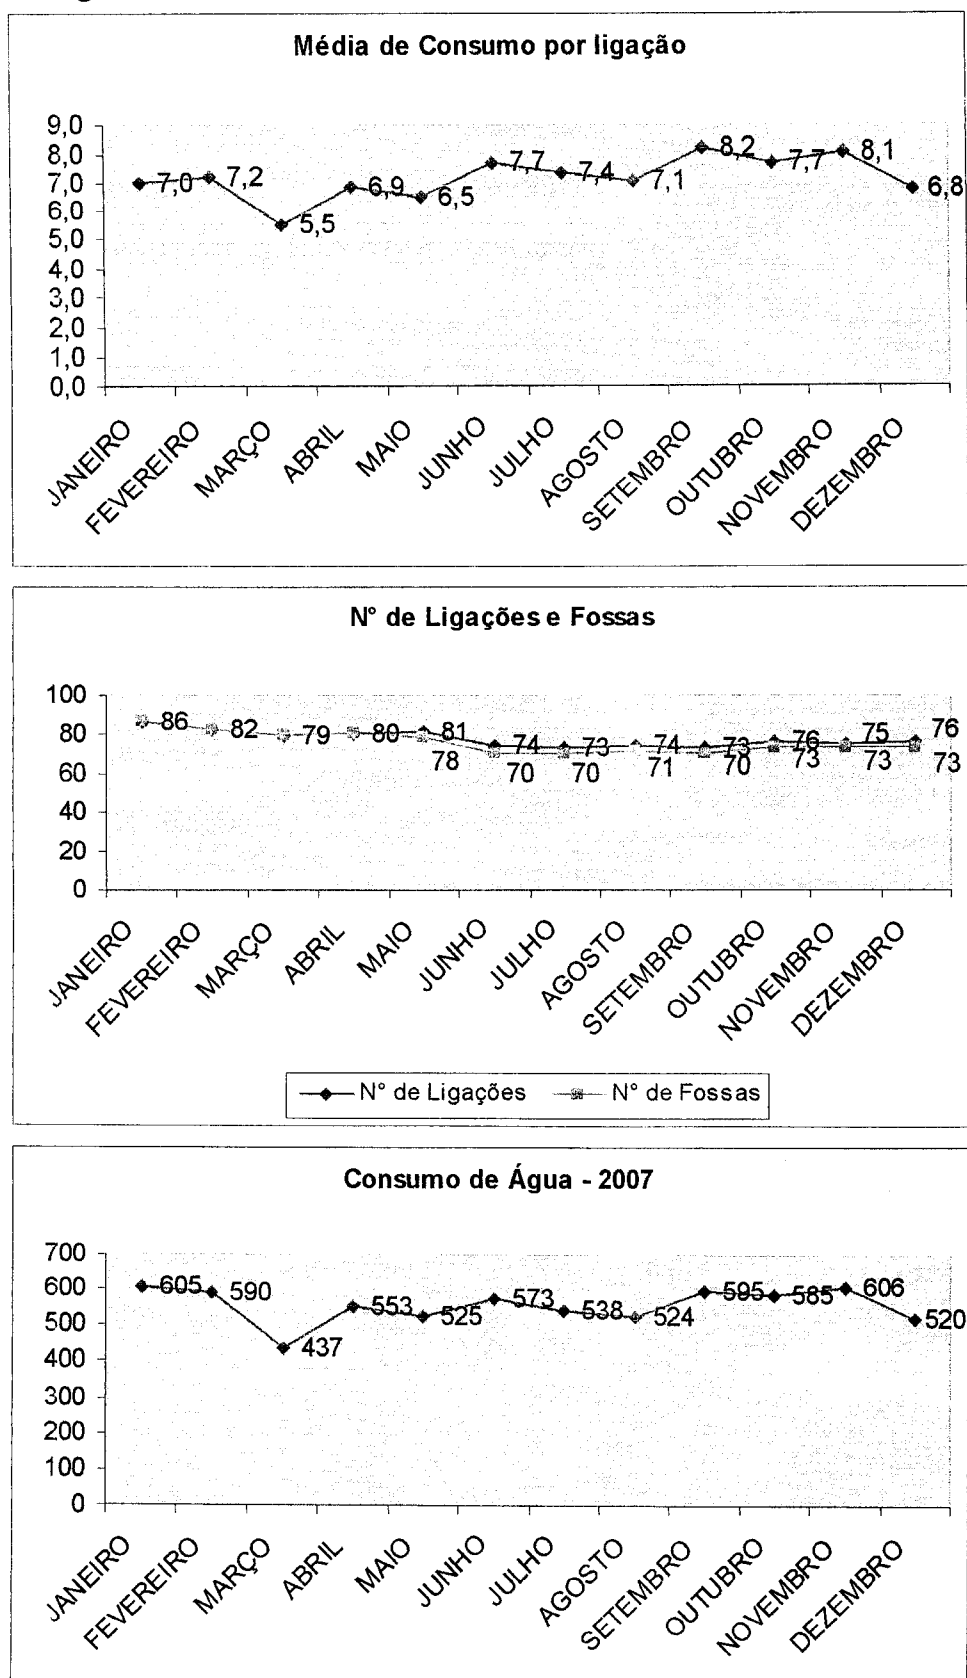 Média de Consumo por ligação
9,0
8,0
7,0
6,0
5,0
4,0
3,0
2,0
1,0
0,0
7,0
7,2
5,5
6,9
6,5
7,7
7,4
7,1
8,2
7,7
8,1
6,8
JANEIRO
FEVEREIRO
MARÇO
ABRIL
MAIO
JUNHO
JULHO
AGOSTO
SETEMBRO
OUTUBRO
NOVEMBRO
DEZEMBRO
N° de Ligações e Fossas
100
80
60
40
20
0
86
82
79
80
81
74
73
74
73
76
75
76
78
70
70
71
70
73
73
73
JANEIRO
FEVEREIRO
MARÇO
ABRIL
MAIO
JUNHO
JULHO
AGOSTO
SETEMBRO
OUTUBRO
NOVEMBRO
DEZEMBRO
N° de Ligações N° de Fossas
Consumo de Água - 2007
700
600
500
400
300
200
100
0
605
590
437
553
525
573
538
524
595
585
606
520
JANEIRO
FEVEREIRO
MARÇO
ABRIL
MAIO
JUNHO
JULHO
AGOSTO
SETEMBRO
OUTUBRO
NOVEMBRO
DEZEMBRO